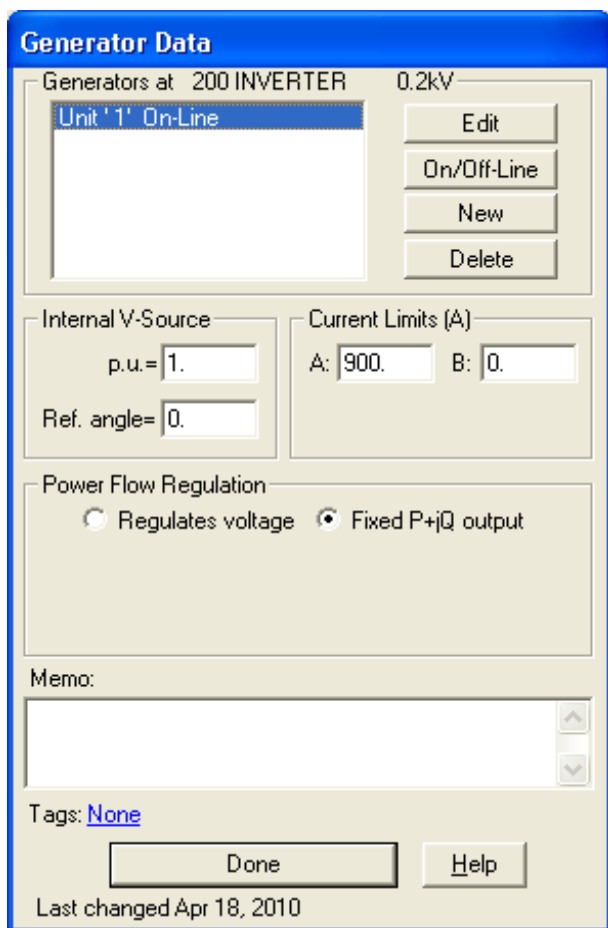 Generator Data
Generators at 200 INVERTER 0.2kV
Unit ' 1' On-Line
Edit
On/Off-Line
New
Delete
Internal V-Source
p.u.= 1.
Ref. angle= 0.
Current Limits (A)
A: 900. B: 0.
Power Flow Regulation
Regulates voltage Fixed P+jQ output
Memo:
Tags: None
Done Help
Last changed Apr 18, 2010